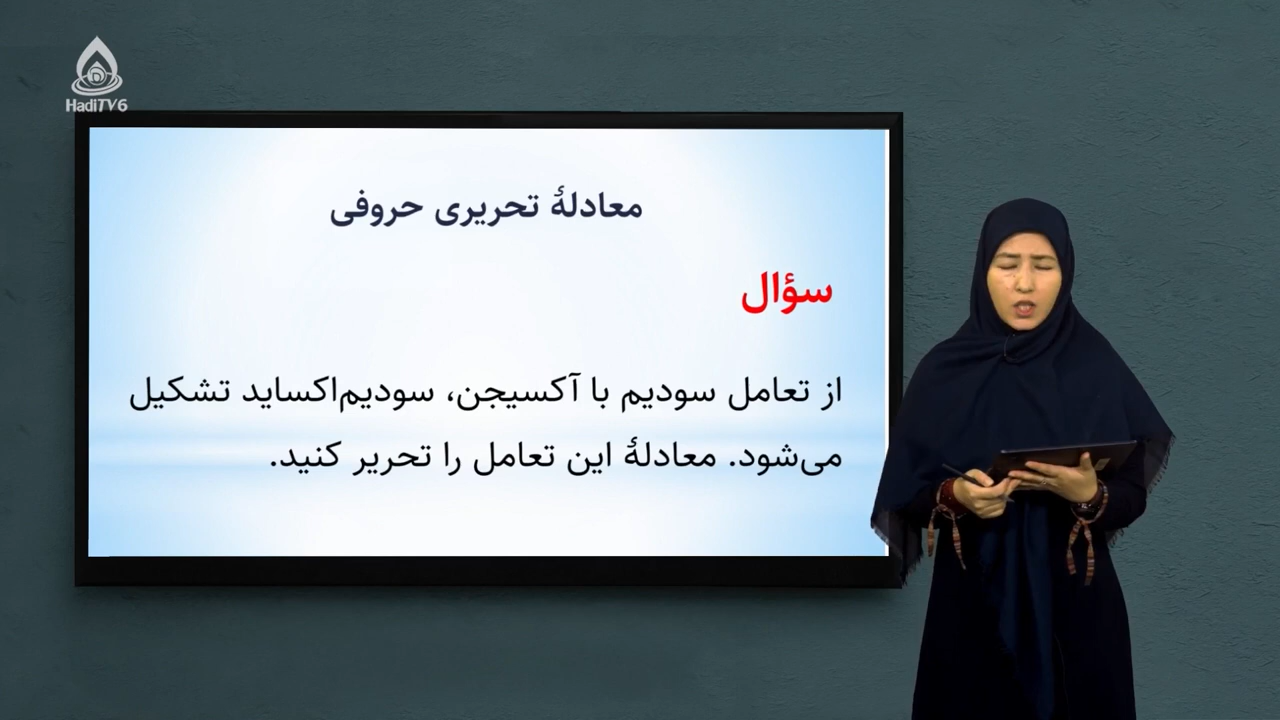 HadiTV6
معادلهٔ تحریری حروفی
سؤال
از تعامل سودیم با آکسیجن، سودیم‌اکساید تشکیل
می‌شود. معادلهٔ این تعامل را تحریر کنید.